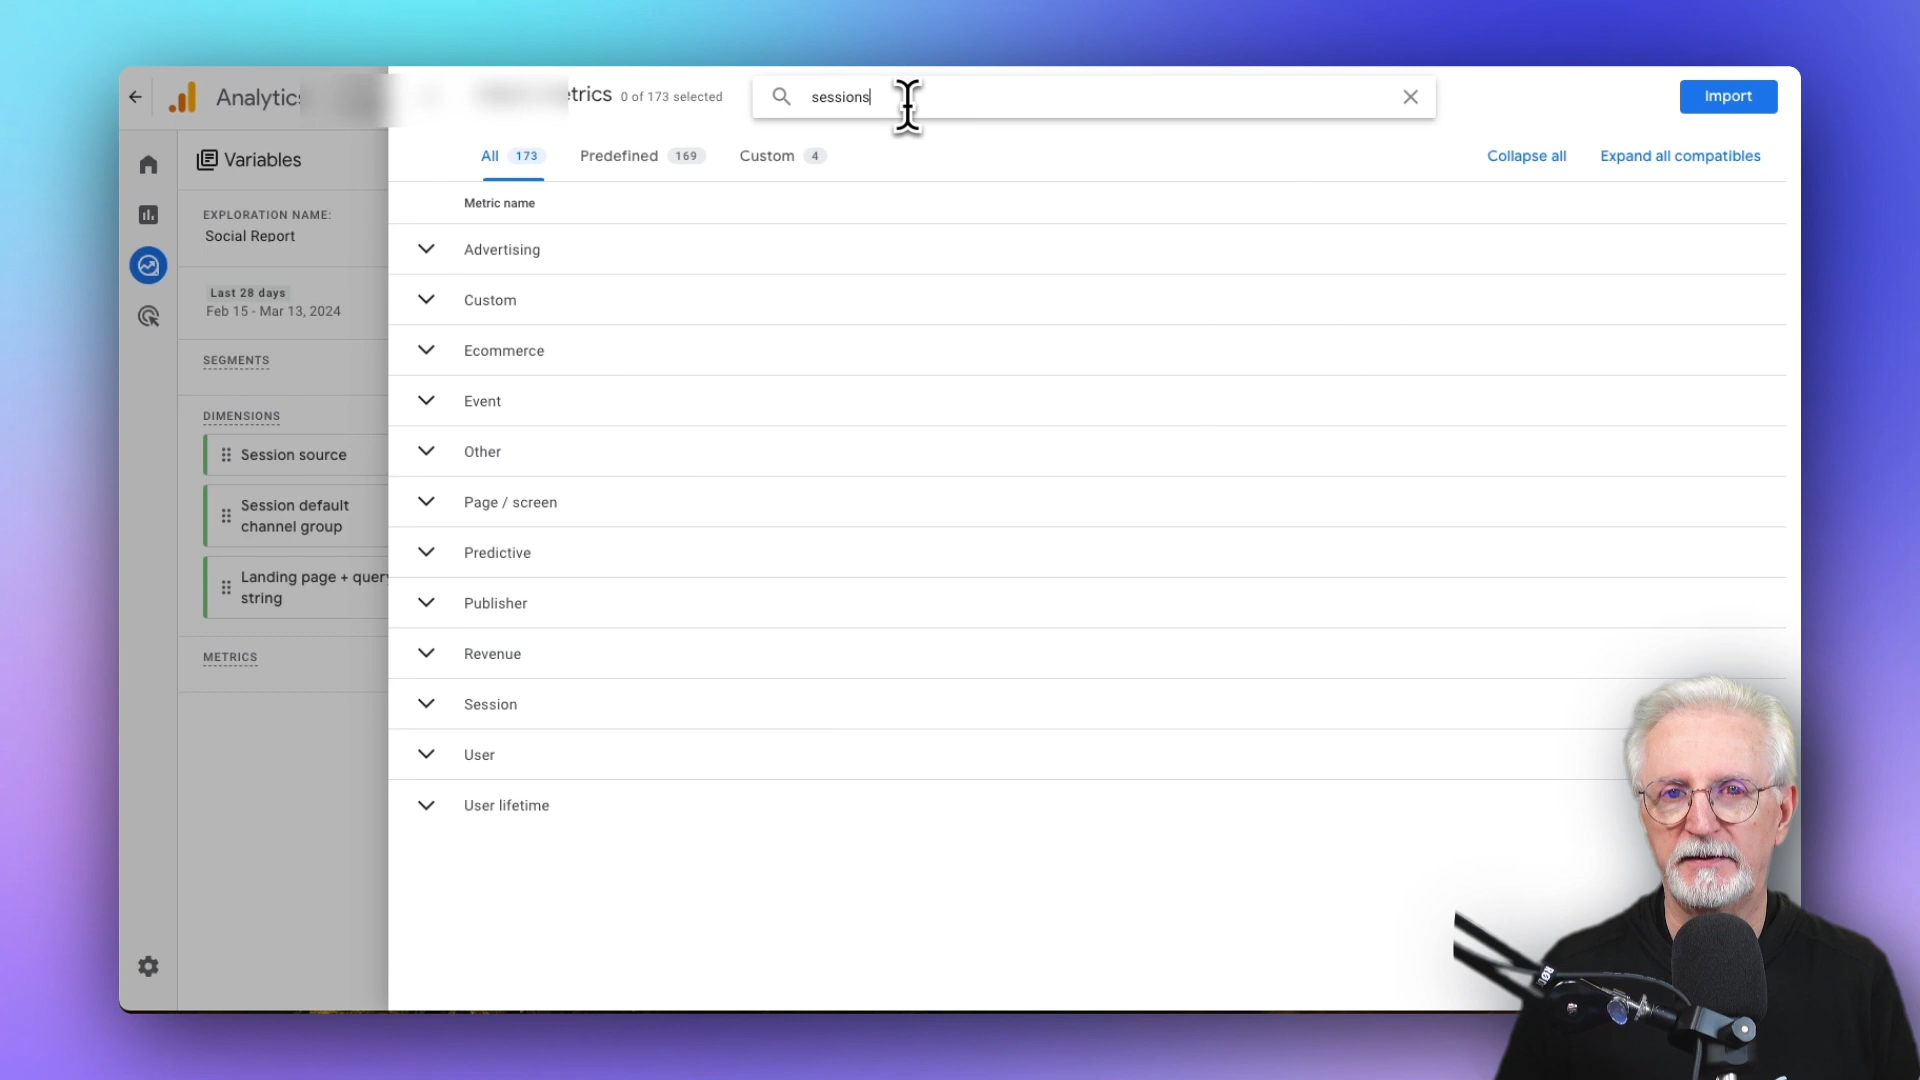 Analytics
etrics 0 of 173 selected
sessions
Import
All 173
Predefined 169
Custom 4
Collapse all
Expand all compatibles
Variables
EXPLORATION NAME:
Social Report
Last 28 days
Feb 15 - Mar 13, 2024
SEGMENTS
DIMENSIONS
Session source
Session default
channel group
Landing page + query
string
METRICS
Metric name
Advertising
Custom
Ecommerce
Event
Other
Page / screen
Predictive
Publisher
Revenue
Session
User
User lifetime